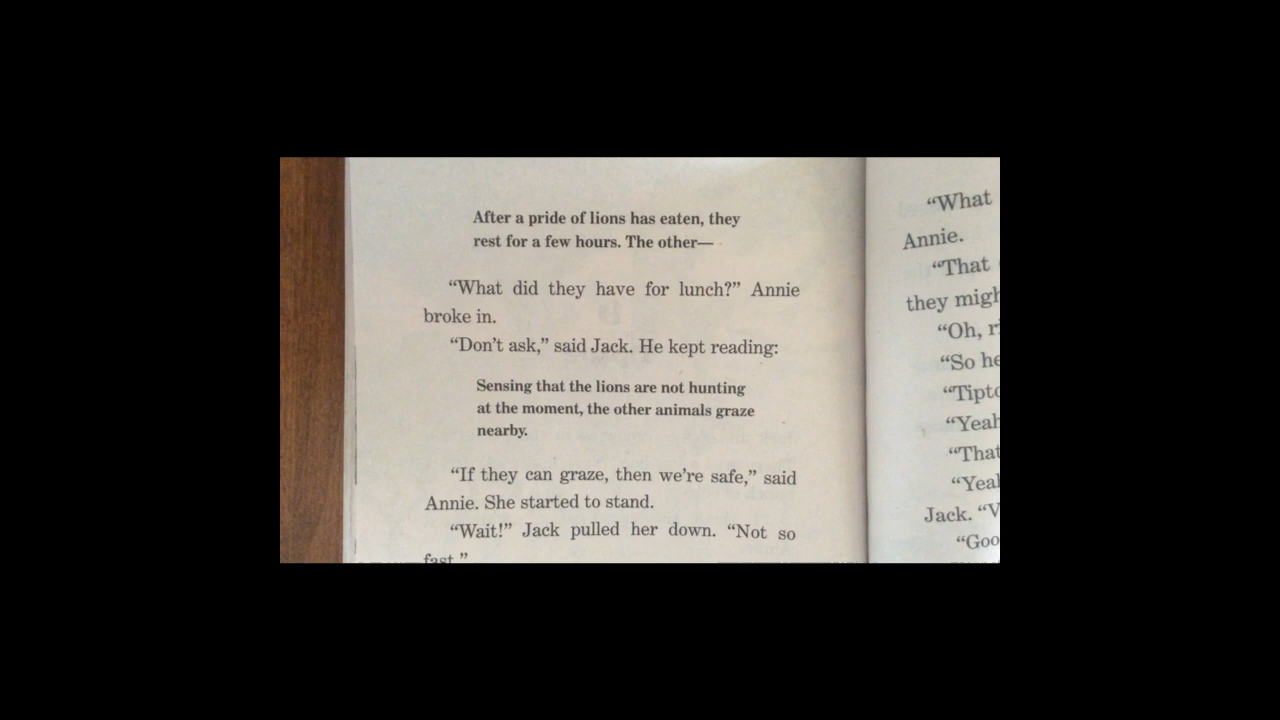 After a pride of lions has eaten, they
rest for a few hours. The other—
“What did they have for lunch?” Annie
broke in.
“Don’t ask,” said Jack. He kept reading:
Sensing that the lions are not hunting
at the moment, the other animals graze
nearby.
“If they can graze, then we’re safe,” said
Annie. She started to stand.
“Wait!” Jack pulled her down. “Not so
fast.”
“What
Annie.
“That
they
“Oh,
“So
“Yeah
“That
Jack.